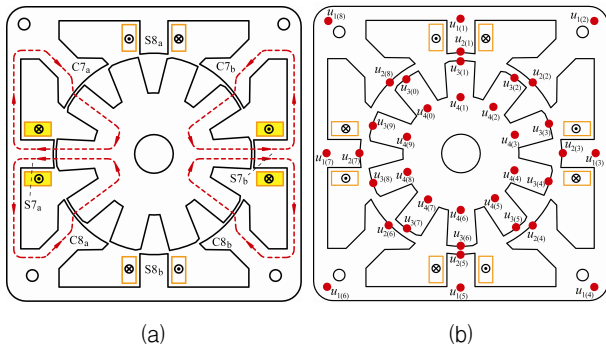 C7a
S8a
C7b
S7a
S7b
C8a
S8b
C8b
(a)
u1(8)
u1(1)
u1(2)
u2(1)
u2(8)
u3(0)
u3(1)
u3(2)
u2(2)
u4(0)
u4(1)
u4(2)
u3(9)
u3(3)
u4(9)
u4(3)
u1(7)
u2(7)
u2(3)
u1(3)
u3(8)
u4(8)
u4(4)
u3(4)
u4(7)
u4(6)
u4(5)
u2(6)
u3(7)
u3(6)
u3(5)
u2(4)
u2(5)
u1(6)
u1(5)
u1(4)
(b)